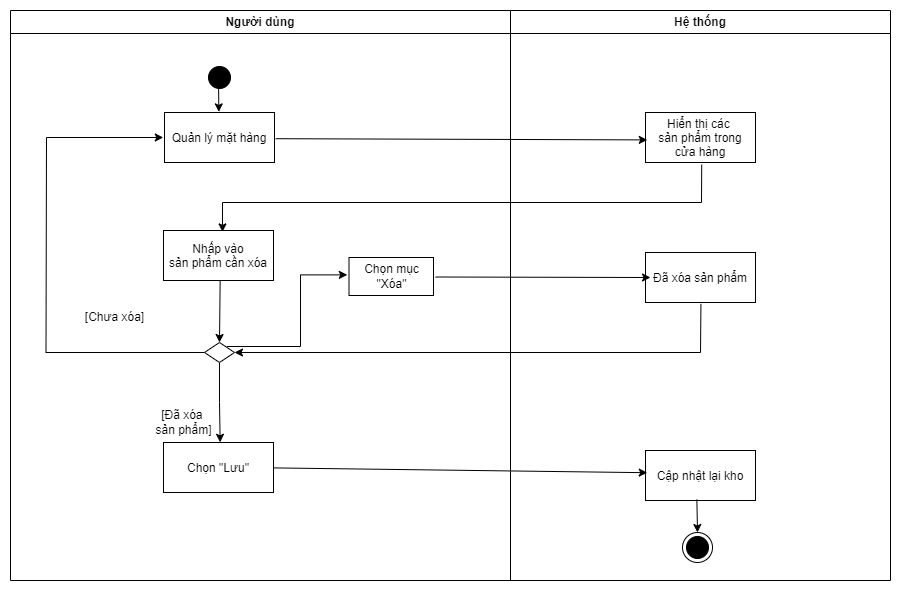 Người dùng
Hệ thống
Quản lý mặt hàng
Hiển thị các
sản phẩm trong
cửa hàng
Nhấp vào
sản phẩm cần xóa
Chọn mục
"Xóa"
Đã xóa sản phẩm
[Chưa xóa]
[Đã xóa
sản phẩm]
Chọn "Lưu"
Cập nhật lại kho